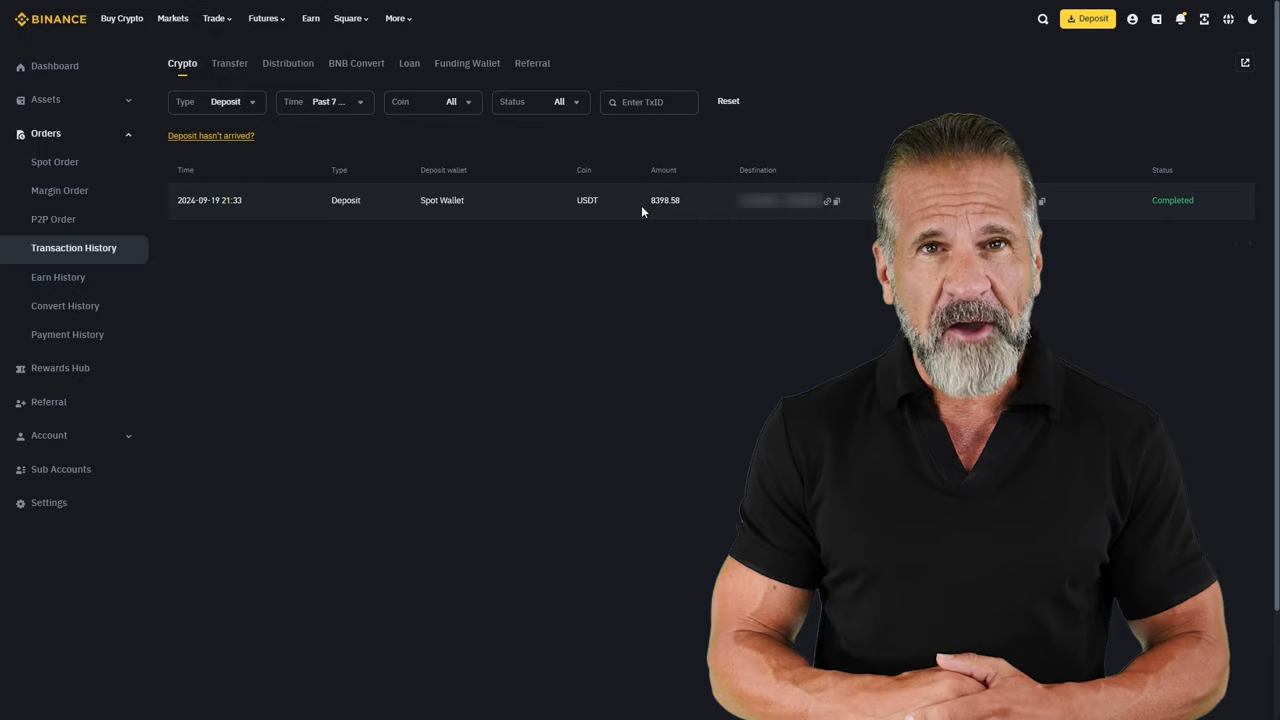 BINANCE Buy Crypto Markets Trade Futures Earn Square More Deposit
Crypto Transfer Distribution BNB Convert Loan Funding Wallet Referral
Type Deposit Time Past 7 ... Coin All Status All Enter TxID Reset
Deposit hasn't arrived?
Time Type Deposit wallet Coin Amount Destination Status
2024-09-19 21:33 Deposit Spot Wallet USDT 8398.58 Completed
Dashboard
Assets
Orders
Spot Order
Margin Order
P2P Order
Transaction History
Earn History
Convert History
Payment History
Rewards Hub
Referral
Account
Sub Accounts
Settings